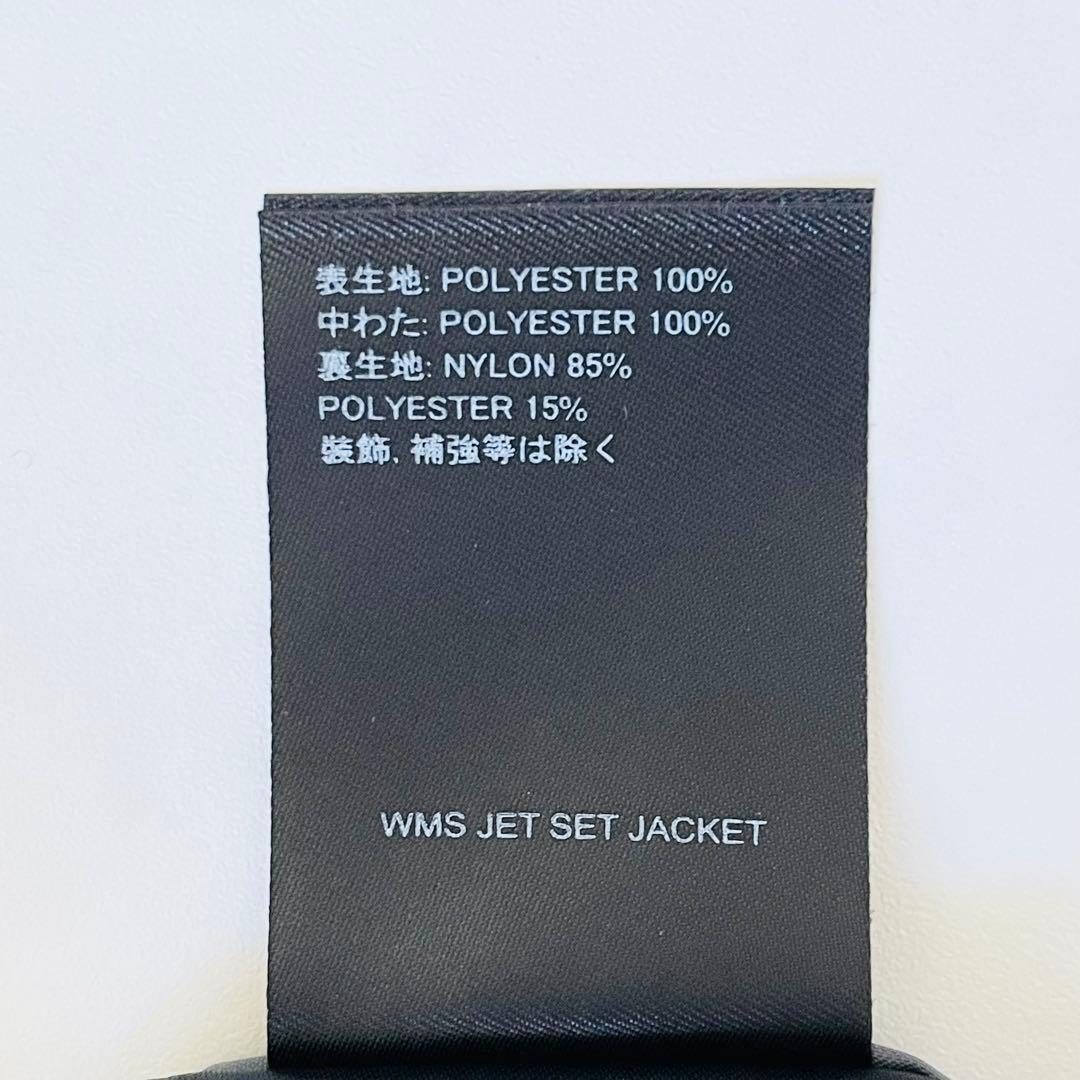 表生地: POLYESTER 100%
中わた: POLYESTER 100%
裏生地: NYLON 85%
POLYESTER 15%
装飾, 補強等は除く
WMS JET SET JACKET